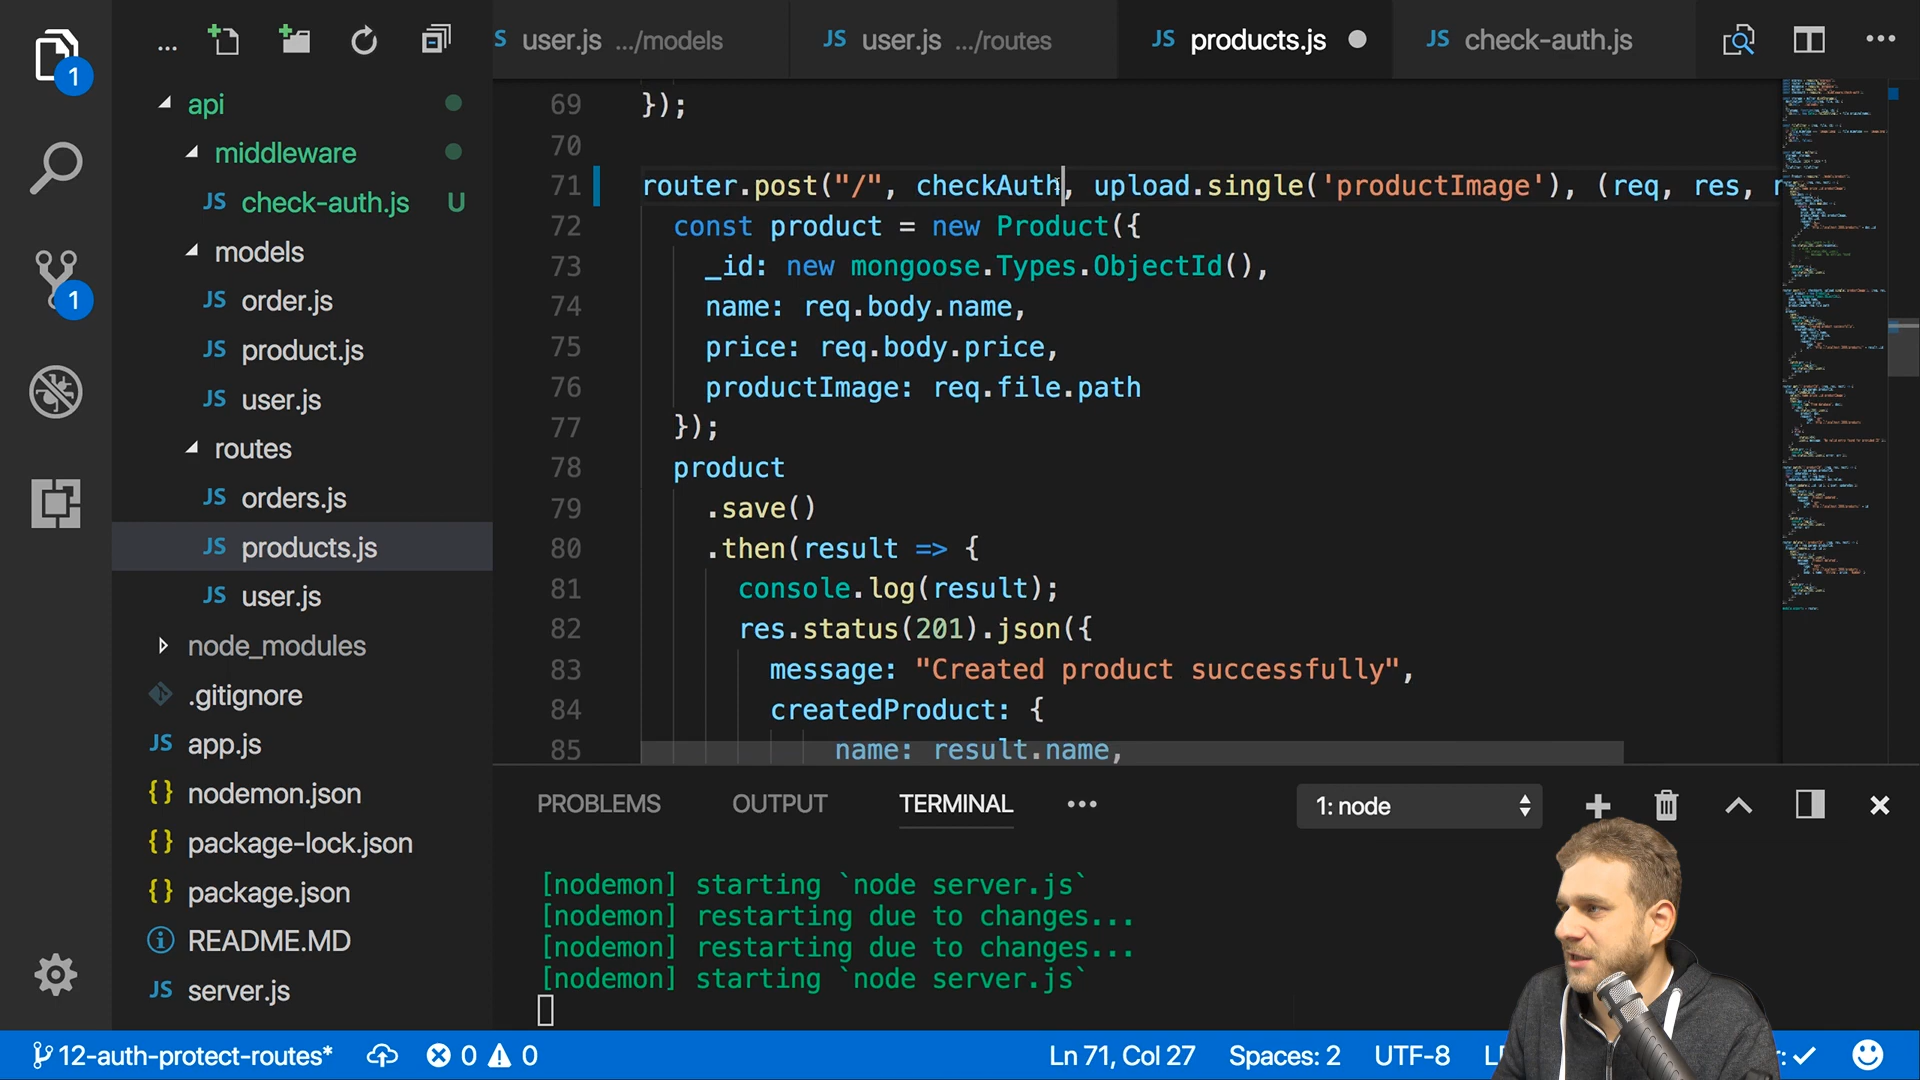 1
1
...
api
middleware
JS check-auth.js U
models
JS order.js
JS product.js
JS user.js
routes
JS orders.js
JS products.js
JS user.js
node_modules
.gitignore
JS app.js
{} nodemon.json
{} package-lock.json
{} package.json
README.MD
JS server.js
S user.js .../models
JS user.js .../routes
JS products.js
JS check-auth.js
69 });
70
71 router.post("/", checkAuth, upload.single('productImage'), (req, res, 
72 const product = new Product({
73 _id: new mongoose.Types.ObjectId(),
74 name: req.body.name,
75 price: req.body.price,
76 productImage: req.file.path
77 });
78 product
79 .save()
80 .then(result => {
81 console.log(result);
82 res.status(201).json({
83 message: "Created product successfully",
84 createdProduct: {
85 name: result.name,
PROBLEMS OUTPUT TERMINAL ... 1: node
[nodemon] starting `node server.js`
[nodemon] restarting due to changes...
[nodemon] restarting due to changes...
[nodemon] starting `node server.js`
12-auth-protect-routes* 0 0 Ln 71, Col 27 Spaces: 2 UTF-8